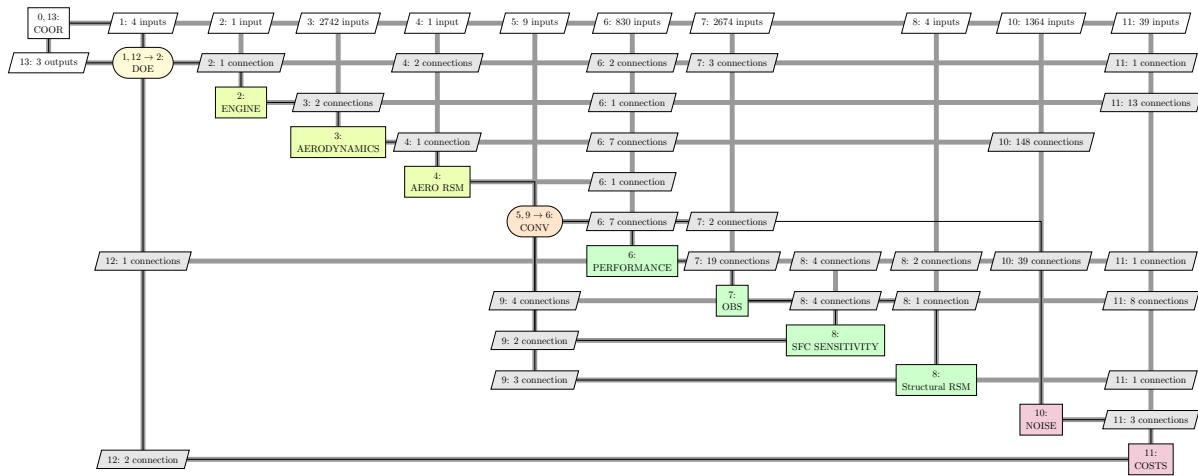 0, 13:
COOR
1: 4 inputs
2: 1 input
3: 2742 inputs
4: 1 input
5: 9 inputs
6: 830 inputs
7: 2674 inputs
8: 4 inputs
10: 1364 inputs
11: 39 inputs
13: 3 outputs
1, 12 → 2:
DOE
2: 1 connection
4: 2 connections
6: 2 connections
7: 3 connections
11: 1 connection
2:
ENGINE
3: 2 connections
6: 1 connection
11: 13 connections
3:
AERODYNAMICS
4: 1 connection
6: 7 connections
10: 148 connections
4:
AERO RSM
6: 1 connection
5, 9 → 6:
CONV
6: 7 connections
7: 2 connections
12: 1 connections
6:
PERFORMANCE
7: 19 connections
8: 4 connections
8: 2 connections
10: 39 connections
11: 1 connection
9: 4 connections
7:
OBS
8: 4 connections
8: 1 connection
11: 8 connections
9: 2 connection
8:
SFC SENSITIVITY
9: 3 connection
8:
Structural RSM
11: 1 connection
10:
NOISE
11: 3 connections
12: 2 connection
11:
COSTS